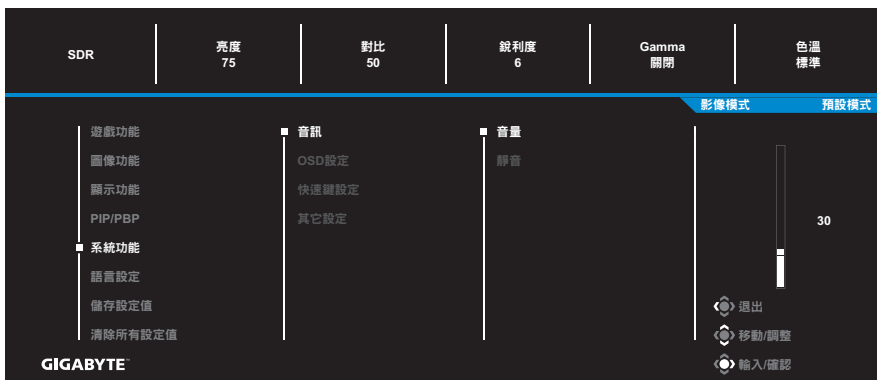 SDR
亮度
75
對比
50
銳利度
6
Gamma
關閉
色溫
標準
影像模式 預設模式
遊戲功能
圖像功能
顯示功能
PIP/PBP
系統功能
語言設定
儲存設定值
清除所有設定值
音訊
OSD設定
快速鍵設定
其它設定
音量
靜音
30
退出
移動/調整
輸入/確認
GIGABYTE™